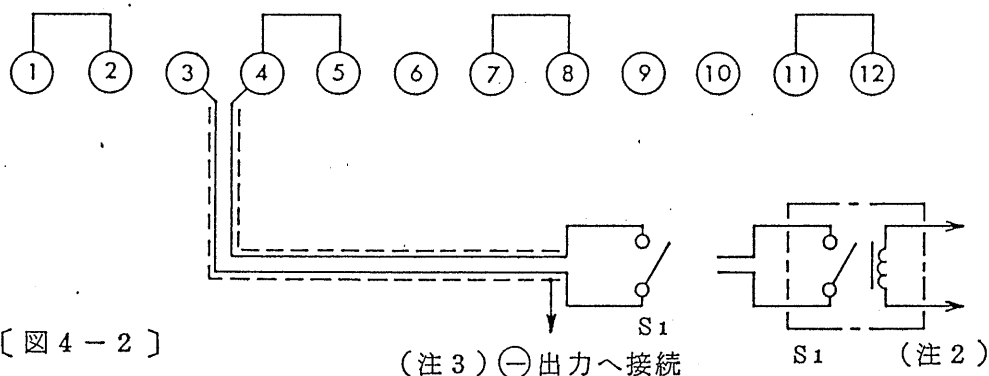 ① ② ③ ④ ⑤ ⑥ ⑦ ⑧ ⑨ ⑩ ⑪ ⑫
S1
〔図4-2〕
(注3)⊖出力へ接続
S1
(注2)